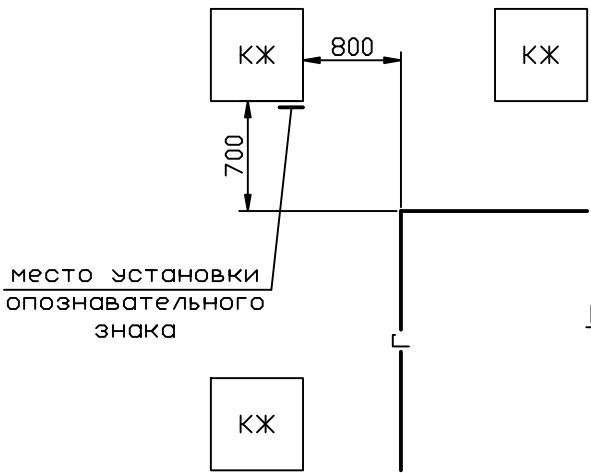 КЖ
800
КЖ
700
место установки
опознавательного
знака
Г
КЖ